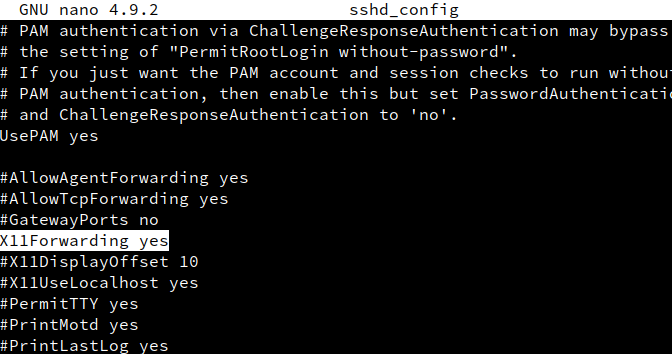 GNU nano 4.9.2 sshd_config
# PAM authentication via ChallengeResponseAuthentication may bypass
# the setting of "PermitRootLogin without-password".
# If you just want the PAM account and session checks to run without
# PAM authentication, then enable this but set PasswordAuthentication
# and ChallengeResponseAuthentication to 'no'.
UsePAM yes
#AllowAgentForwarding yes
#AllowTcpForwarding yes
#GatewayPorts no
X11Forwarding yes
#X11DisplayOffset 10
#X11UseLocalhost yes
#PermitTTY yes
#PrintMotd yes
#PrintLastLog yes